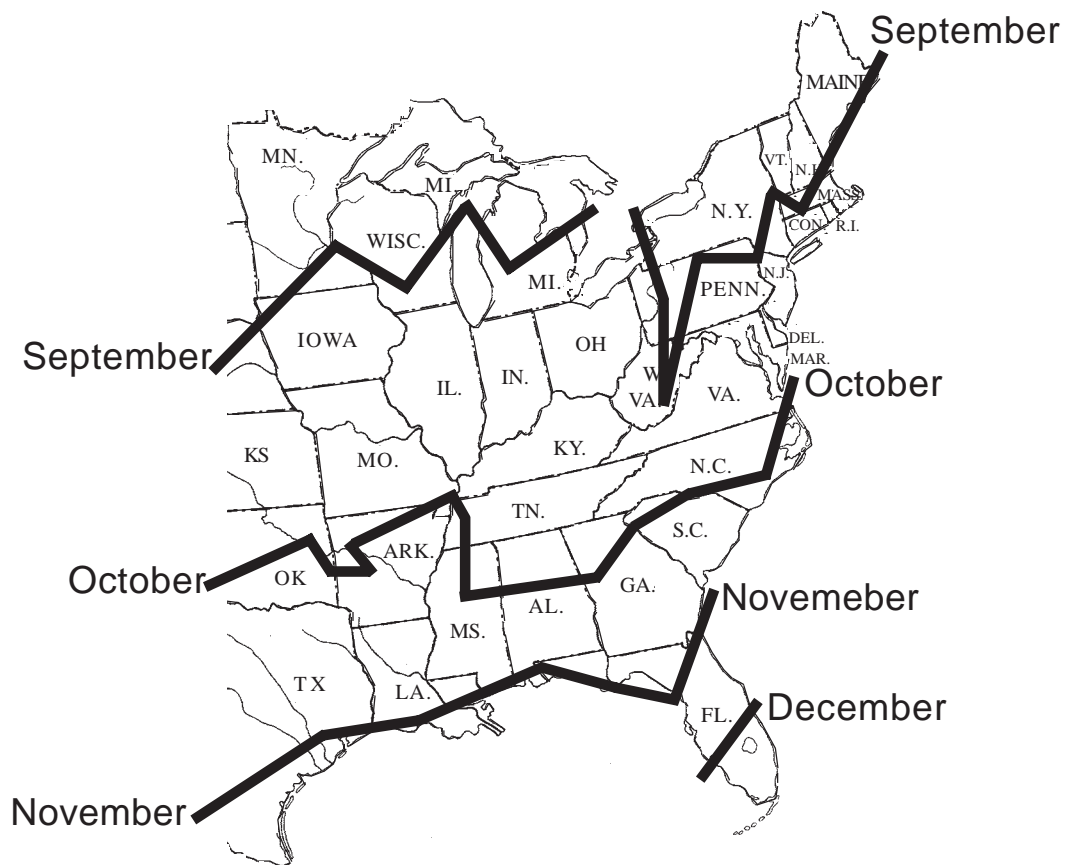 September
MAINE
MN.
VT.
N.H
MI.
MASS.
N.Y.
WISC.
CON.
R.I.
N.J.
MI.
PENN.
IOWA
DEL.
OH
September
MAR.
W
IN.
October
IL.
VA.
VA.
KY.
KS
MO.
N.C.
TN.
S.C.
ARK.
October
OK
GA.
Novemeber
AL.
MS.
TX
LA.
FL.
December
November